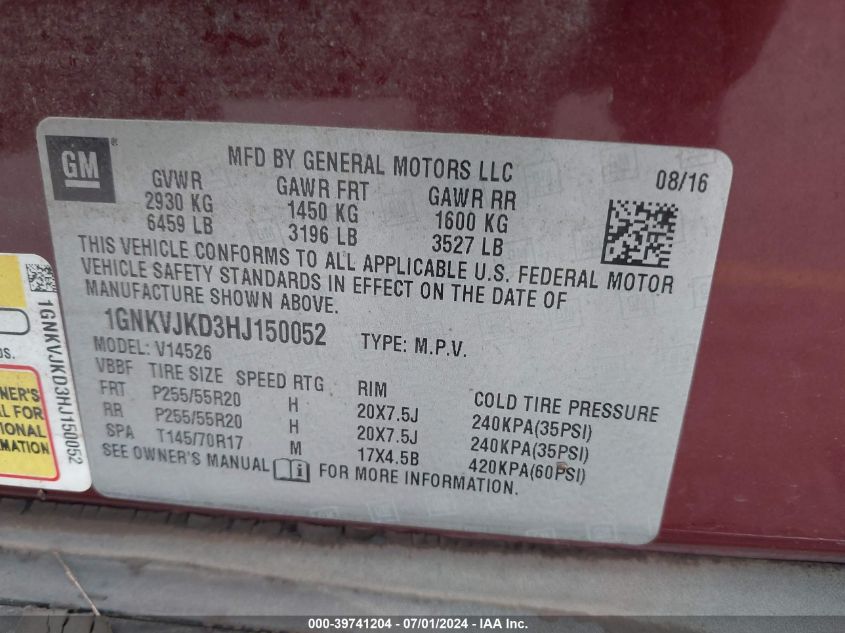 GM
MFD BY GENERAL MOTORS LLC
08/16
GVWR GAWR FRT GAWR RR
2930 KG 1450 KG 1600 KG
6459 LB 3196 LB 3527 LB
THIS VEHICLE CONFORMS TO ALL APPLICABLE U.S. FEDERAL MOTOR
VEHICLE SAFETY STANDARDS IN EFFECT ON THE DATE OF
MANUFACTURE SHOWN ABOVE.
1GNKVJKD3HJ150052 TYPE: M.P.V.
MODEL: V14526
VBBF TIRE SIZE SPEED RTG RIM COLD TIRE PRESSURE
FRT P255/55R20 H 20X7.5J 240KPA(35PSI)
RR P255/55R20 H 20X7.5J 240KPA(35PSI)
SPA T145/70R17 M 17X4.5B 420KPA(60PSI)
SEE OWNER'S MANUAL i FOR MORE INFORMATION.
1GNKVJKD3HJ150052
000-39741204 - 07/01/2024 - IAA Inc.